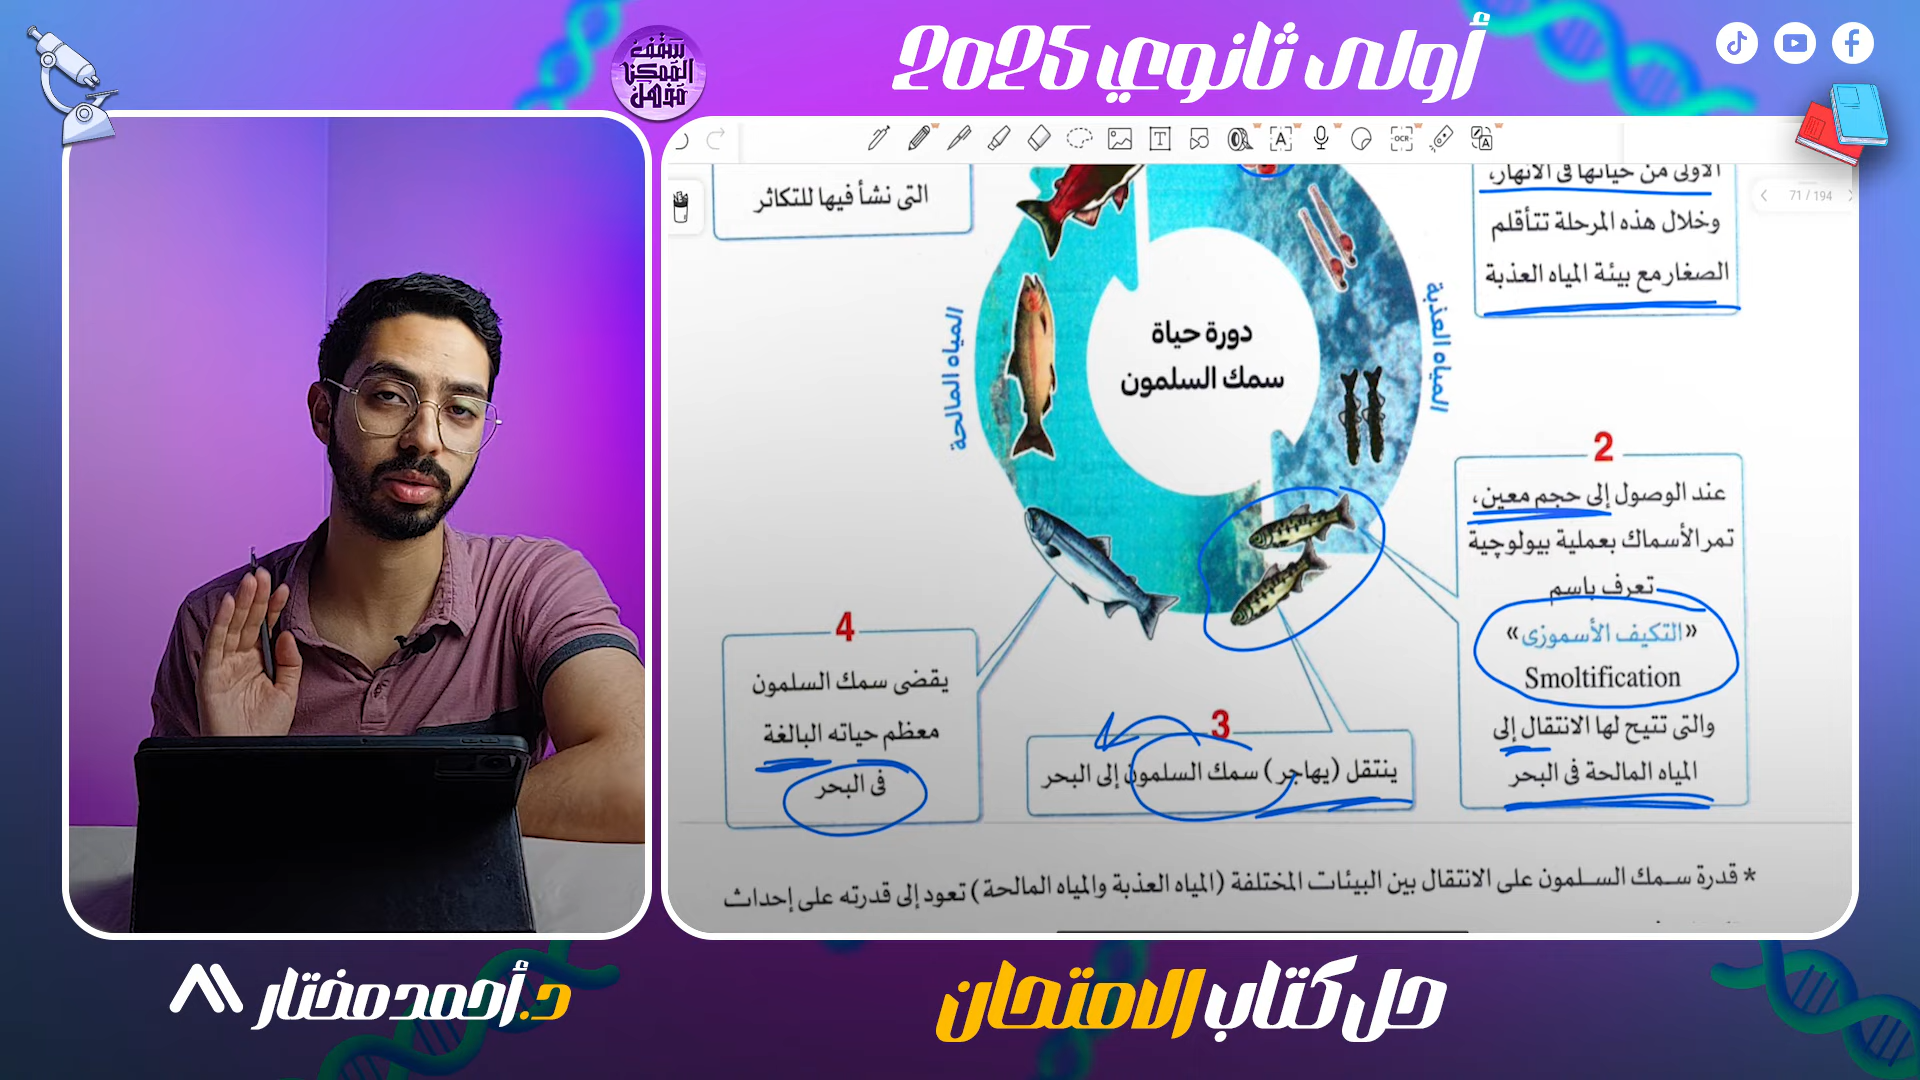 أولى ثانوي 2025
سقف
الممكن
مذهل
OCR
A
T
71 / 194
التى نشأ فيها للتكاثر
الأولى من حياتها فى الأنهار،
وخلال هذه المرحلة تتأقلم
الصغار مع بيئة المياه العذبة
المياه العذبة
المياه المالحة
دورة حياة
سمك السلمون
2
عند الوصول إلى حجم معين،
تمر الأسماك بعملية بيولوچية
تعرف باسم
«التكيف الأسموزى»
Smoltification
والتى تتيح لها الانتقال إلى
المياه المالحة فى البحر
3
ينتقل (يهاجر) سمك السلمون إلى البحر
4
يقضى سمك السلمون
معظم حياته البالغة
فى البحر
* قدرة سمك السلمون على الانتقال بين البيئات المختلفة (المياه العذبة والمياه المالحة) تعود إلى قدرته على إحداث
د.أحمد مختار
حل كتاب الامتحان